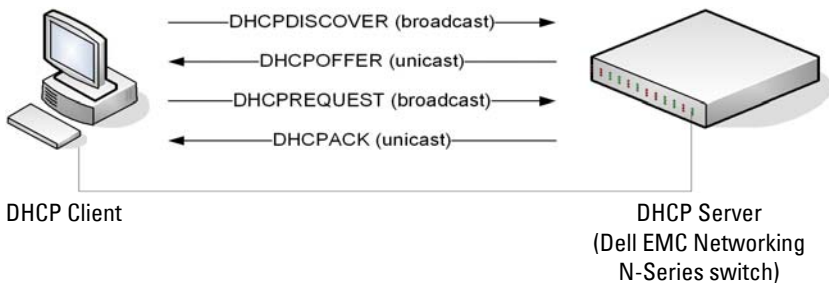 DHCPDISCOVER (broadcast)
DHCPOFFER (unicast)
DHCPREQUEST (broadcast)
DHCPACK (unicast)
DHCP Client
DHCP Server
(Dell EMC Networking
N-Series switch)